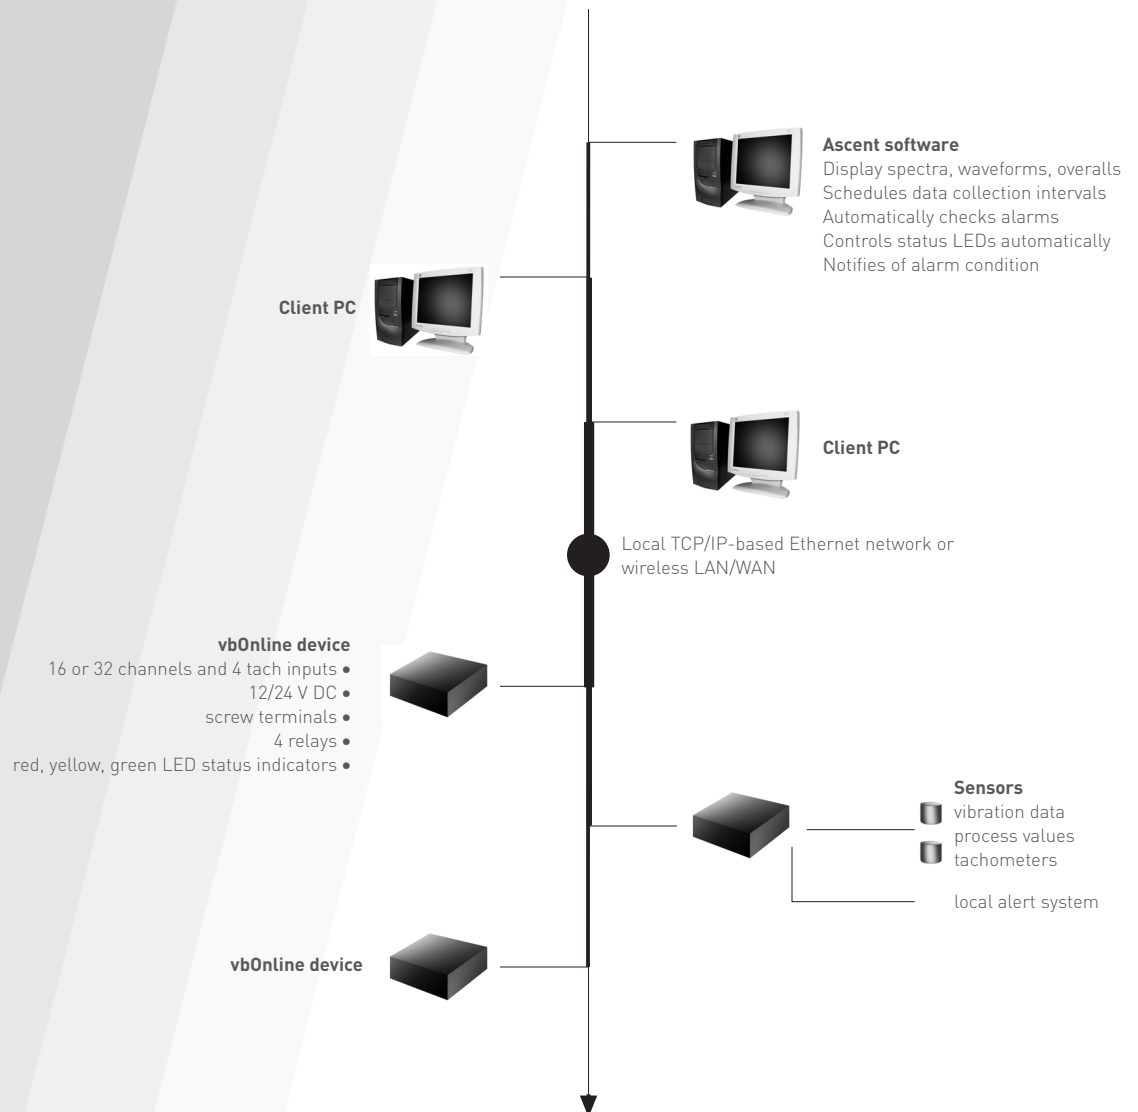 Ascent software
Display spectra, waveforms, overalls
Schedules data collection intervals
Automatically checks alarms
Controls status LEDs automatically
Notifies of alarm condition
Client PC
Client PC
Local TCP/IP-based Ethernet network or
wireless LAN/WAN
vbOnline device
16 or 32 channels and 4 tach inputs •
12/24 V DC •
screw terminals •
4 relays •
red, yellow, green LED status indicators •
Sensors
vibration data
process values
tachometers
local alert system
vbOnline device